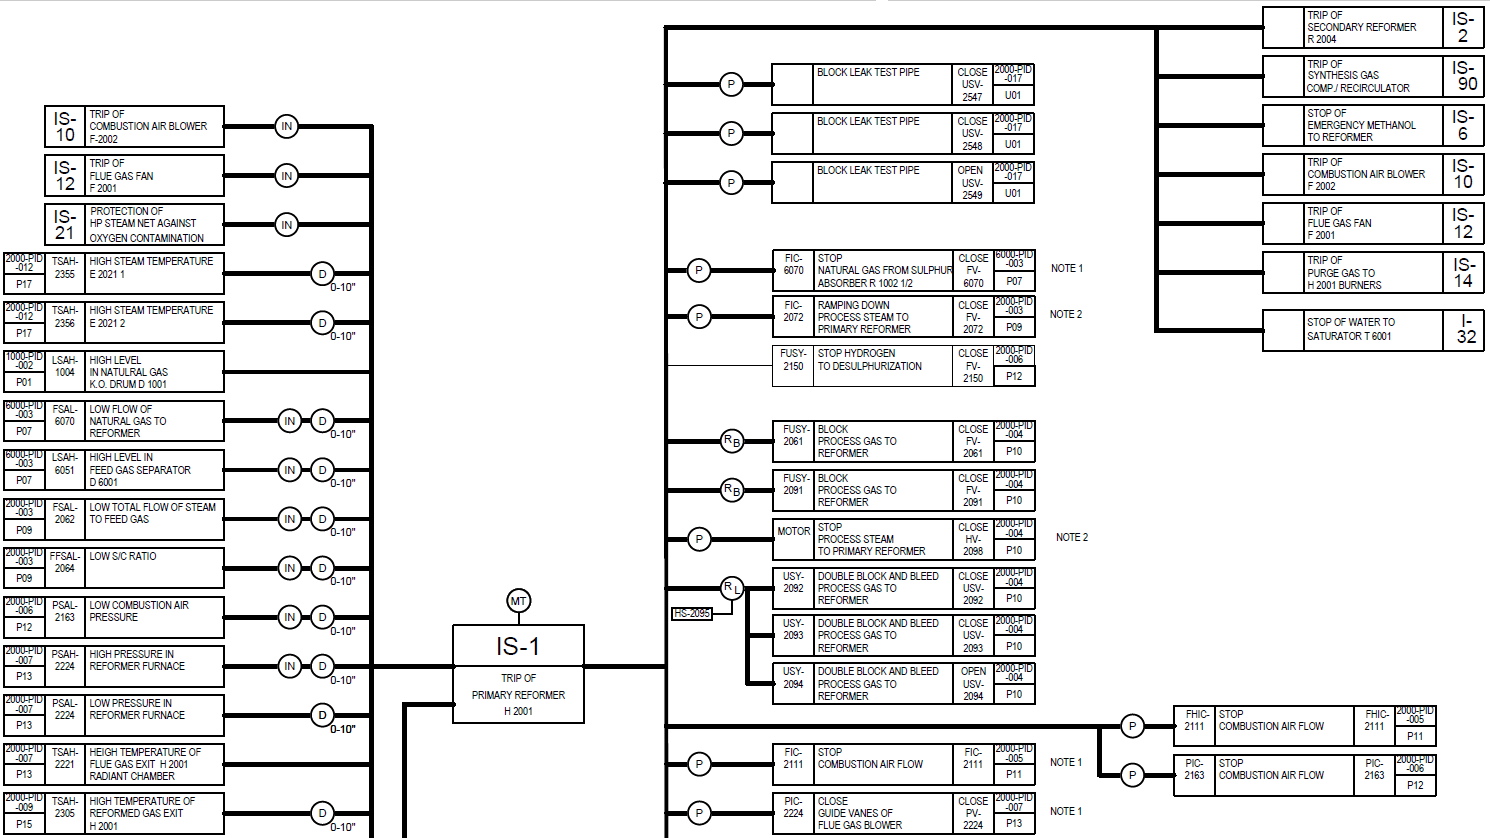 IS-
10
TRIP OF
COMBUSTION AIR BLOWER
F-2002
IN
IS-
12
TRIP OF
FLUE GAS FAN
F 2001
IN
IS-
21
PROTECTION OF
HP STEAM NET AGAINST
OXYGEN CONTAMINATION
IN
2000-PID
-012
P17
TSAH-
2355
HIGH STEAM TEMPERATURE
E 2021 1
D
0-10"
2000-PID
-012
P17
TSAH-
2356
HIGH STEAM TEMPERATURE
E 2021 2
D
0-10"
1000-PID
-002
P01
LSAH-
1004
HIGH LEVEL
IN NATULRAL GAS
K.O. DRUM D 1001
6000-PID
-003
P07
FSAL-
6070
LOW FLOW OF
NATURAL GAS TO
REFORMER
IN
D
0-10"
6000-PID
-003
P07
LSAH-
6051
HIGH LEVEL IN
FEED GAS SEPARATOR
D 6001
IN
D
0-10"
2000-PID
-003
P09
FSAL-
2062
LOW TOTAL FLOW OF STEAM
TO FEED GAS
IN
D
0-10"
2000-PID
-003
P09
FFSAL-
2064
LOW S/C RATIO
IN
D
0-10"
2000-PID
-006
P12
PSAL-
2163
LOW COMBUSTION AIR
PRESSURE
IN
D
0-10"
2000-PID
-007
P13
PSAH-
2224
HIGH PRESSURE IN
REFORMER FURNACE
IN
D
0-10"
2000-PID
-007
P13
PSAL-
2224
LOW PRESSURE IN
REFORMER FURNACE
D
0-10"
2000-PID
-007
P13
TSAH-
2221
HEIGH TEMPERATURE OF
FLUE GAS EXIT H 2001
RADIANT CHAMBER
2000-PID
-009
P15
TSAH-
2305
HIGH TEMPERATURE OF
REFORMED GAS EXIT
H 2001
D
0-10"
MT
IS-1
TRIP OF
PRIMARY REFORMER
H 2001
P
BLOCK LEAK TEST PIPE
CLOSE
USV-
2547
2000-PID
-017
U01
P
BLOCK LEAK TEST PIPE
CLOSE
USV-
2548
2000-PID
-017
U01
P
BLOCK LEAK TEST PIPE
OPEN
USV-
2549
2000-PID
-017
U01
P
FIC-
6070
STOP
NATURAL GAS FROM SULPHUR
ABSORBER R 1002 1/2
CLOSE
FV-
6070
6000-PID
-003
P07
NOTE 1
P
FIC-
2072
RAMPING DOWN
PROCESS STEAM TO
PRIMARY REFORMER
CLOSE
FV-
2072
2000-PID
-003
P09
NOTE 2
FUSY-
2150
STOP HYDROGEN
TO DESULPHURIZATION
CLOSE
FV-
2150
2000-PID
-006
P12
RB
FUSY-
2061
BLOCK
PROCESS GAS TO
REFORMER
CLOSE
FV-
2061
2000-PID
-004
P10
RB
FUSY-
2091
BLOCK
PROCESS GAS TO
REFORMER
CLOSE
FV-
2091
2000-PID
-004
P10
P
MOTOR
STOP
PROCESS STEAM
TO PRIMARY REFORMER
CLOSE
HV-
2098
2000-PID
-004
P10
NOTE 2
RL
HS-2095
USY-
2092
DOUBLE BLOCK AND BLEED
PROCESS GAS TO
REFORMER
CLOSE
USV-
2092
2000-PID
-004
P10
USY-
2093
DOUBLE BLOCK AND BLEED
PROCESS GAS TO
REFORMER
CLOSE
USV-
2093
2000-PID
-004
P10
USY-
2094
DOUBLE BLOCK AND BLEED
PROCESS GAS TO
REFORMER
OPEN
USV-
2094
2000-PID
-004
P10
P
FIC-
2111
STOP
COMBUSTION AIR FLOW
FIC-
2111
2000-PID
-005
P11
NOTE 1
P
PIC-
2224
CLOSE
GUIDE VANES OF
FLUE GAS BLOWER
CLOSE
PV-
2224
2000-PID
-007
P13
NOTE 1
TRIP OF
SECONDARY REFORMER
R 2004
IS-
2
TRIP OF
SYNTHESIS GAS
COMP./ RECIRCULATOR
IS-
90
STOP OF
EMERGENCY METHANOL
TO REFORMER
IS-
6
TRIP OF
COMBUSTION AIR BLOWER
F 2002
IS-
10
TRIP OF
FLUE GAS FAN
F 2001
IS-
12
TRIP OF
PURGE GAS TO
H 2001 BURNERS
IS-
14
STOP OF WATER TO
SATURATOR T 6001
I-
32
P
FHIC-
2111
STOP
COMBUSTION AIR FLOW
FHIC-
2111
2000-PID
-005
P11
P
PIC-
2163
STOP
COMBUSTION AIR FLOW
PIC-
2163
2000-PID
-006
P12